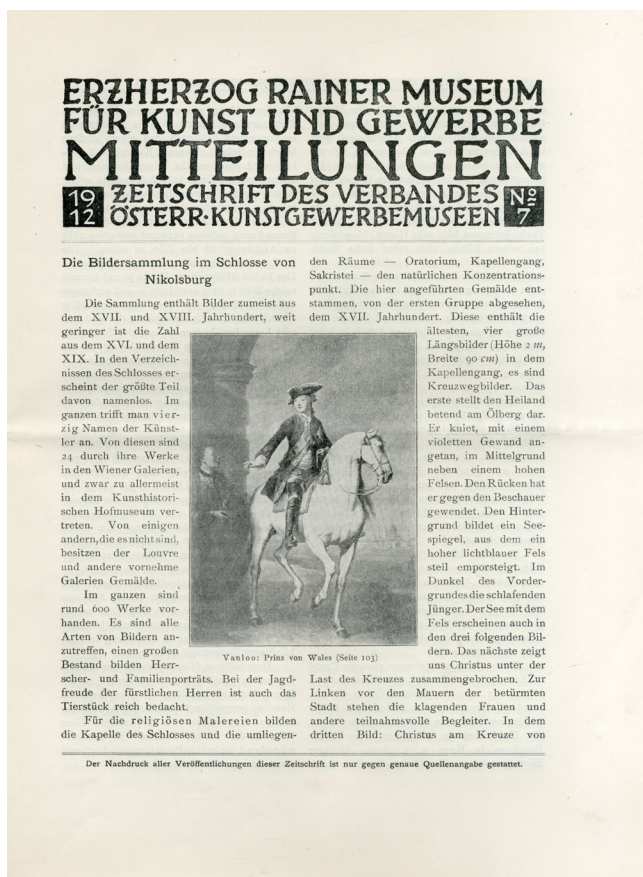 ERZHERZOG RAINER MUSEUM
FÜR KUNST UND GEWERBE
MITTEILUNGEN
19
12
ZEITSCHRIFT DES VERBANDES
ÖSTERR·KUNSTGEWERBEMUSEEN
No
7
Die Bildersammlung im Schlosse von
Nikolsburg
Die Sammlung enthält Bilder zumeist aus
dem XVII. und XVIII. Jahrhundert, weit
geringer ist die Zahl
aus dem XVI. und dem
XIX. In den Verzeich-
nissen des Schlosses er-
scheint der größte Teil
davon namenlos. Im
ganzen trifft man vier-
zig Namen der Künst-
ler an. Von diesen sind
24 durch ihre Werke
in den Wiener Galerien,
und zwar zu allermeist
in dem Kunsthistori-
schen Hofmuseum ver-
treten. Von einigen
andern, die es nicht sind,
besitzen der Louvre
und andere vornehme
Galerien Gemälde.
Im ganzen sind
rund 600 Werke vor-
handen. Es sind alle
Arten von Bildern an-
zutreffen, einen großen
Bestand bilden Herr-
scher- und Familienporträts. Bei der Jagd-
freude der fürstlichen Herren ist auch das
Tierstück reich bedacht.
Für die religiösen Malereien bilden
die Kapelle des Schlosses und die umliegen-
den Räume — Oratorium, Kapellengang,
Sakristei — den natürlichen Konzentrations-
punkt. Die hier angeführten Gemälde ent-
stammen, von der ersten Gruppe abgesehen,
dem XVII. Jahrhundert. Diese enthält die
ältesten, vier große
Längsbilder (Höhe 2 m,
Breite 90 cm) in dem
Kapellengang, es sind
Kreuzwegbilder. Das
erste stellt den Heiland
betend am Ölberg dar.
Er kniet, mit einem
violetten Gewand an-
getan, im Mittelgrund
neben einem hohen
Felsen. Den Rücken hat
er gegen den Beschauer
gewendet. Den Hinter-
grund bildet ein See-
spiegel, aus dem ein
hoher lichtblauer Fels
steil emporsteigt. Im
Dunkel des Vorder-
grundes die schlafenden
Jünger. Der See mit dem
Fels erscheinen auch in
den drei folgenden Bil-
dern. Das nächste zeigt
uns Christus unter der
Last des Kreuzes zusammengebrochen. Zur
Linken vor den Mauern der betürmten
Stadt stehen die klagenden Frauen und
andere teilnahmsvolle Begleiter. In dem
dritten Bild: Christus am Kreuze von
Vanloo: Prinz von Wales (Seite 103)
Der Nachdruck aller Veröffentlichungen dieser Zeitschrift ist nur gegen genaue Quellenangabe gestattet.